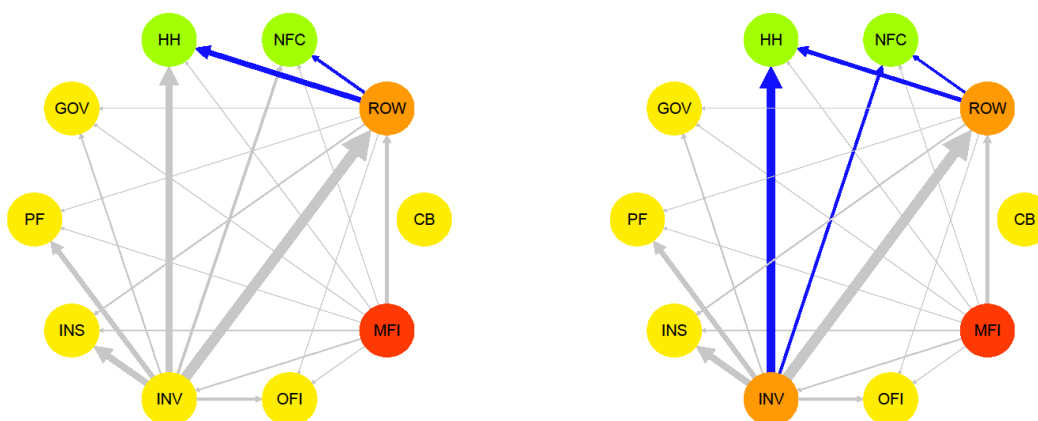 HH NFC
GOV ROW
PF CB
INS MFI
INV OFI
HH NFC
GOV ROW
PF CB
INS MFI
INV OFI